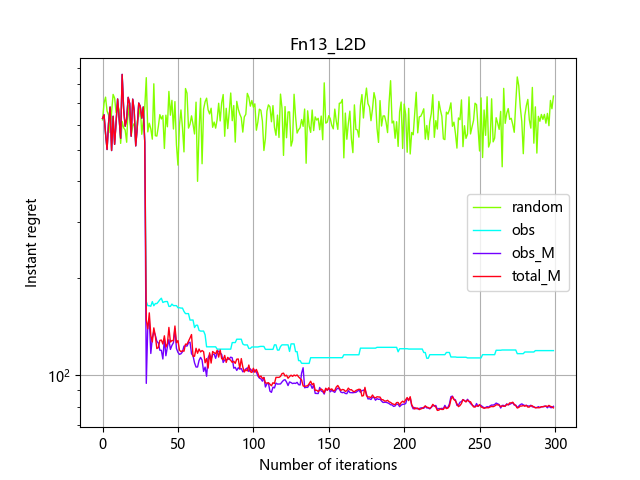 Fn13_L2D
Instant regret
10²
random
obs
obs_M
total_M
0 50 100 150 200 250 300
Number of iterations